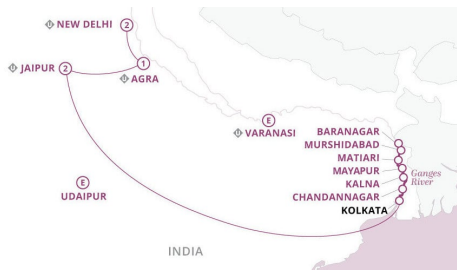 NEW DELHI
2
JAIPUR
2
1
AGRA
E
VARANASI
BARANAGAR
MURSHIDABAD
MATIARI
MAYAPUR
Ganges
River
KALNA
CHANDANNAGAR
KOLKATA
E
UDAIPUR
INDIA